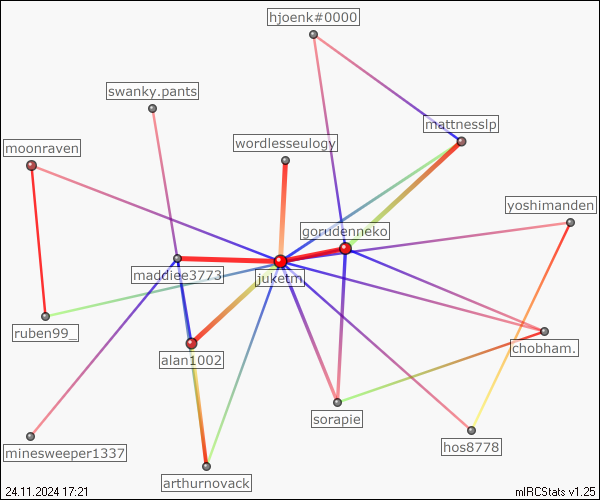 hjoenk#0000
swanky.pants
mattnesslp
wordlesseulogy
moonraven
yoshimanden
gorudenneko
maddiee3773
juketm
ruben99_
chobham.
alan1002
sorapie
hos8778
minesweeper1337
arthurnovack
24.11.2024 17:21
mIRCStats v1.25